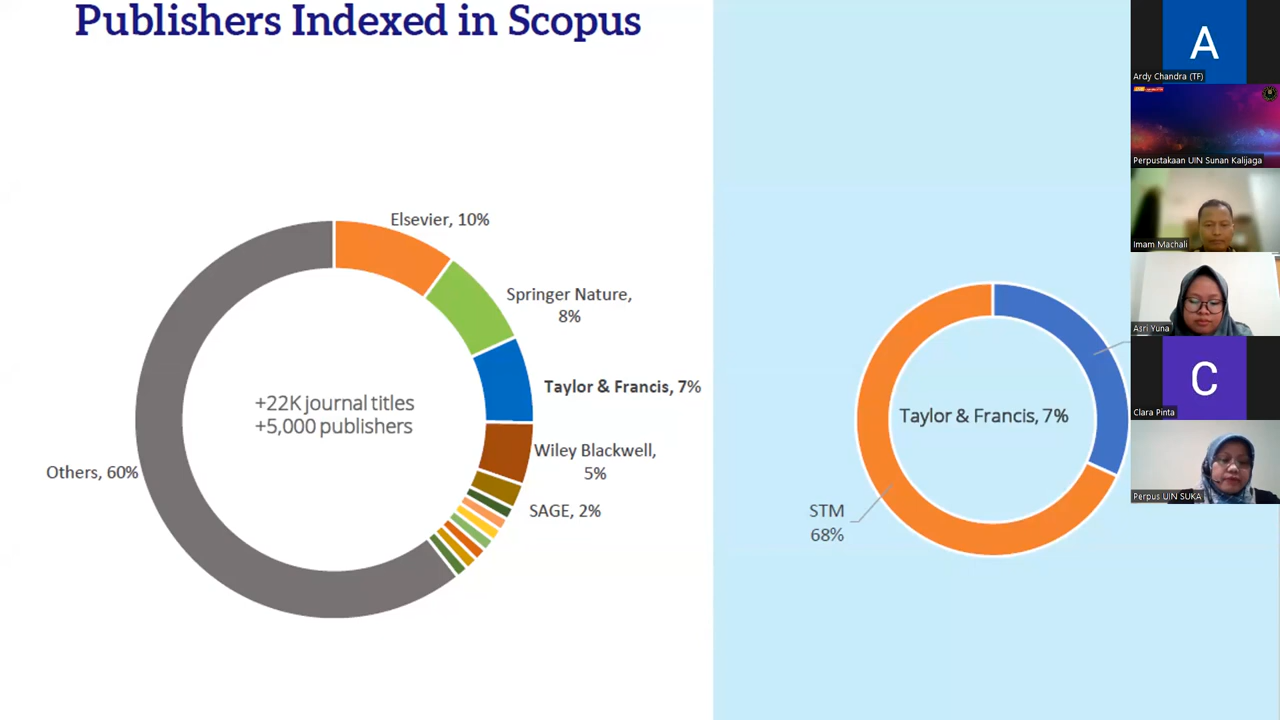 Publishers Indexed in Scopus
Elsevier, 10%
Springer Nature,
8%
Taylor & Francis, 7%
Wiley Blackwell,
5%
SAGE, 2%
+22K journal titles
+5,000 publishers
Others, 60%
Taylor & Francis, 7%
STM
68%
A
Ardy Chandra (TF)
Perpustakaan UIN Sunan Kalijaga
Imam Machali
Asri Yuna
C
Clara Pinta
Perpus UIN SUKA